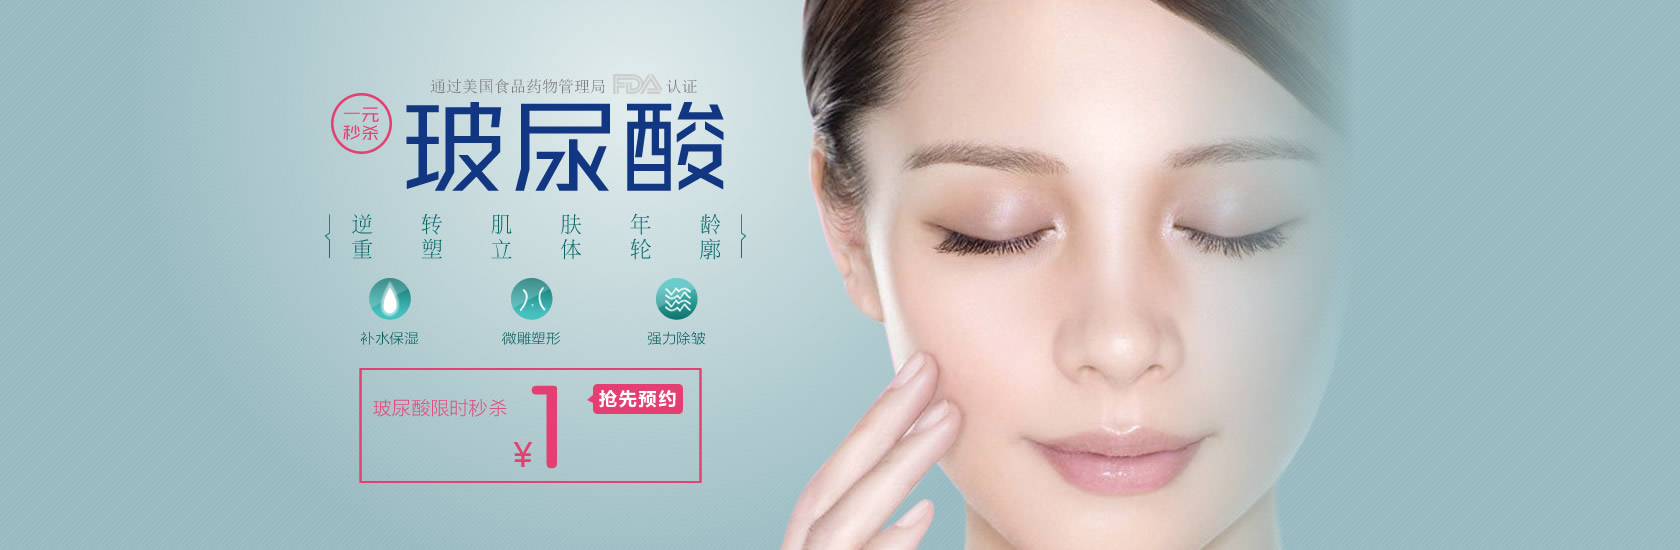 通过美国食品药物管理局 FDA 认证
一元
秒杀
玻尿酸
逆转肌肤年龄
重塑立体轮廓
补水保湿
微雕塑形
强力除皱
玻尿酸限时秒杀
¥1
抢先预约